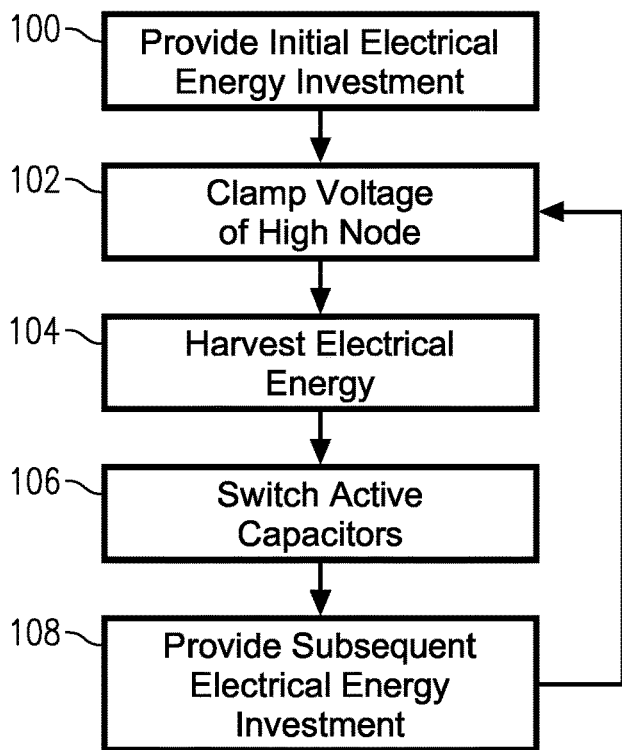 100
Provide Initial Electrical
Energy Investment
102
Clamp Voltage
of High Node
104
Harvest Electrical
Energy
106
Switch Active
Capacitors
108
Provide Subsequent
Electrical Energy
Investment